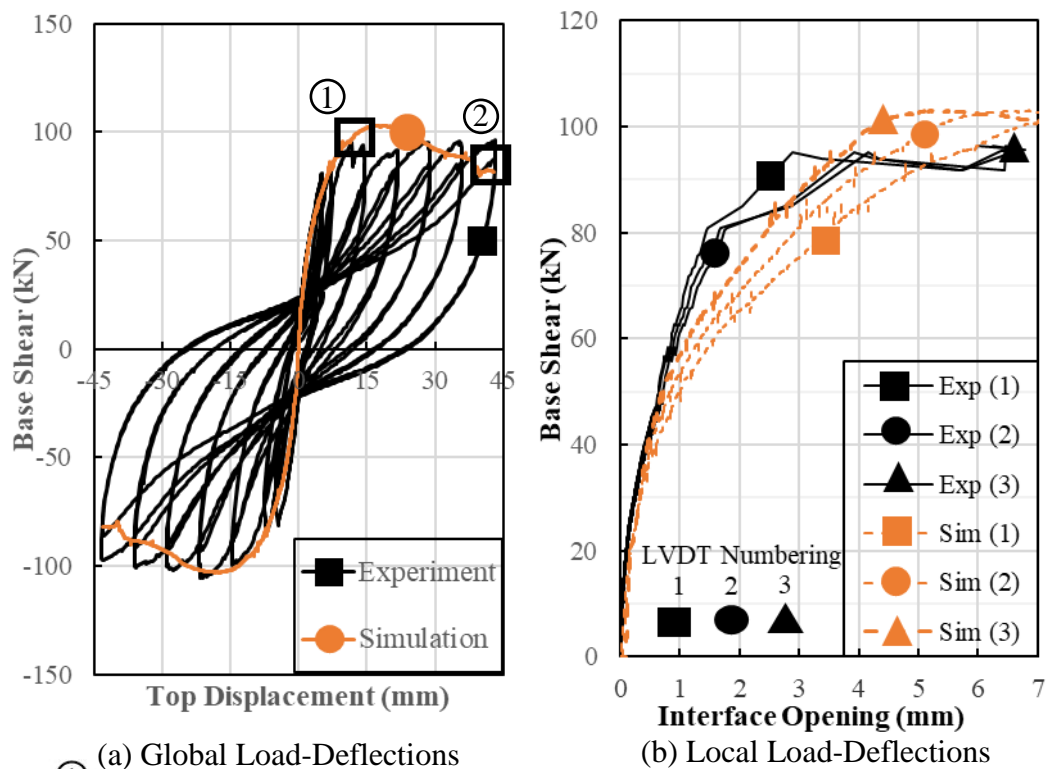 150
100
50
0
-50
-100
-150
-45
-30
-15
0
15
30
45
①
②
Base Shear (kN)
Top Displacement (mm)
Experiment
Simulation
(a) Global Load-Deflections
120
100
80
60
40
20
0
0 1 2 3 4 5 6 7
Base Shear (kN)
Interface Opening (mm)
LVDT Numbering
1 2 3
Exp (1)
Exp (2)
Exp (3)
Sim (1)
Sim (2)
Sim (3)
(b) Local Load-Deflections